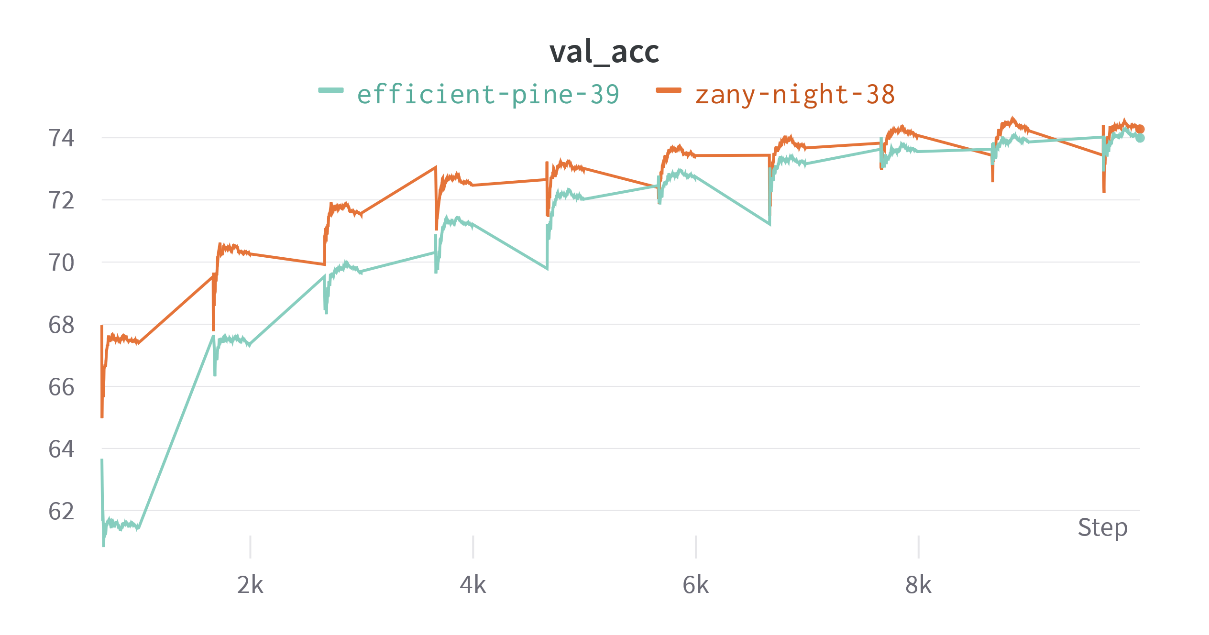 val_acc
efficient-pine-39 zany-night-38
74
72
70
68
66
64
62
Step
2k 4k 6k 8k